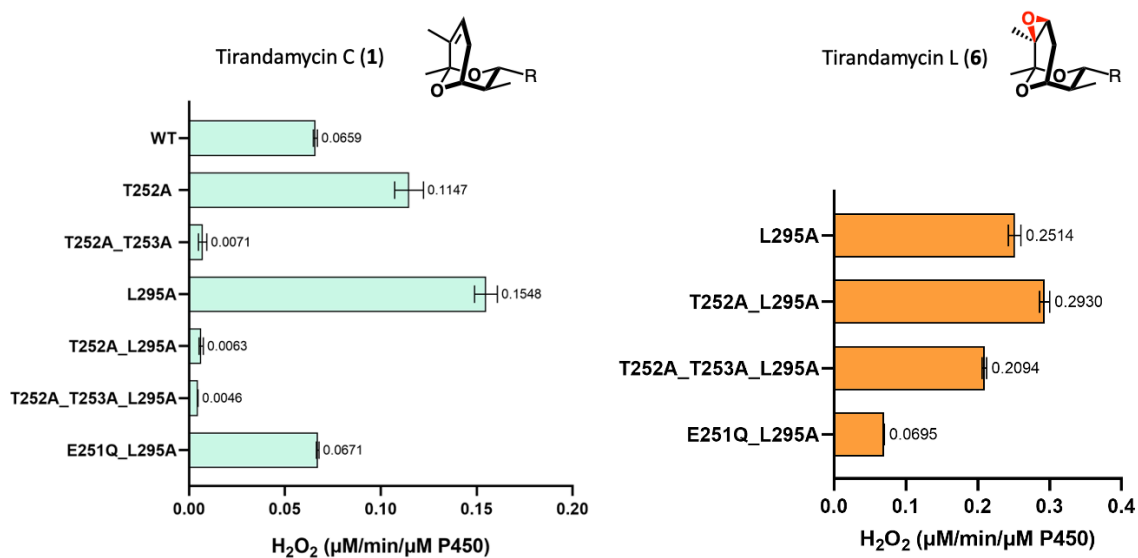 Tirandamycin C (1)
O
O
R
WT
0.0659
T252A
0.1147
T252A_T253A
0.0071
L295A
0.1548
T252A_L295A
0.0063
T252A_T253A_L295A
0.0046
E251Q_L295A
0.0671
0.00 0.05 0.10 0.15 0.20
H₂O₂ (µM/min/µM P450)
Tirandamycin L (6)
O
O
O
R
L295A
0.2514
T252A_L295A
0.2930
T252A_T253A_L295A
0.2094
E251Q_L295A
0.0695
0.0 0.1 0.2 0.3 0.4
H₂O₂ (µM/min/µM P450)